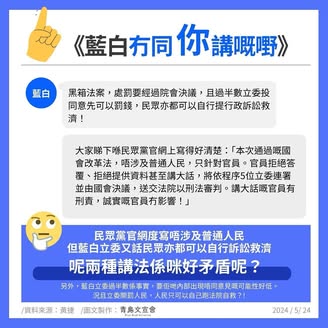 《藍白冇同你講嘅嘢》
藍白
黑箱法案,處罰要經過院會決議,且過半數立委投
同意先可以罰錢,民眾亦都可以自行提行政訴訟救
濟!
大家睇下喺民眾黨官網上寫得好清楚:「本次通過嘅國
會改革法,唔涉及普通人民,只針對官員。官員拒絕答
覆、拒絕提供資料甚至講大話,將依程序5位立委連署
並由國會決議,送交法院以刑法審判。講大話嘅官員有
刑責,誠實嘅官員冇影響!」
民眾黨官網度寫唔涉及普通人民
但藍白立委又話民眾亦都可以自行訴訟救濟
呢兩種講法係咪好矛盾呢?
另外,藍白立委過半數係事實,要佢哋內部出現唔同意見嘅可能性好低。
況且立委開罰人民,人民只可以自己跑法院救濟?!
/資料來源:黃捷 /圖文製作:青鳥文宣會
2024 / 5 / 24